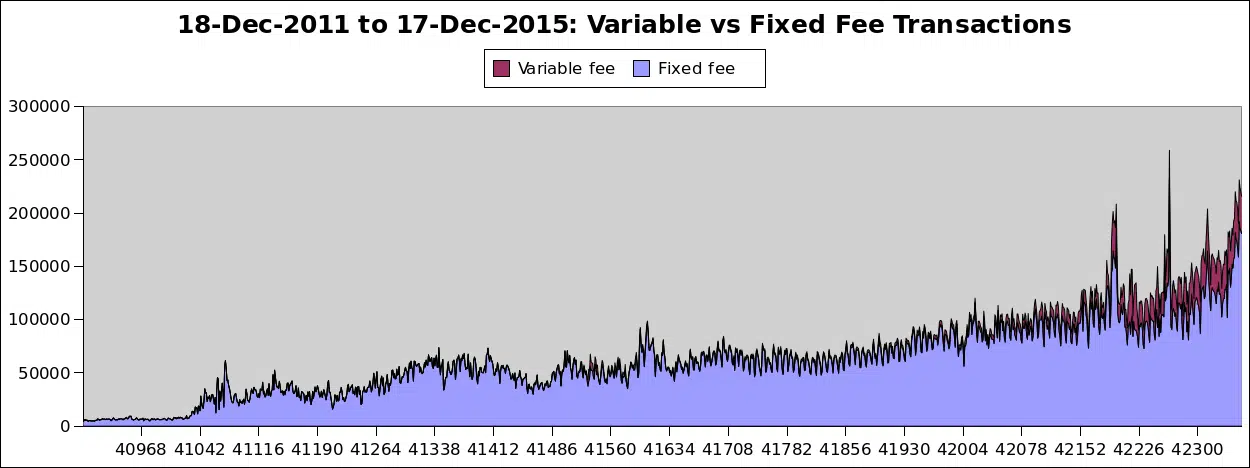 18-Dec-2011 to 17-Dec-2015: Variable vs Fixed Fee Transactions
Variable fee Fixed fee
300000
250000
200000
150000
100000
50000
0
40968 41042 41116 41190 41264 41338 41412 41486 41560 41634 41708 41782 41856 41930 42004 42078 42152 42226 42300